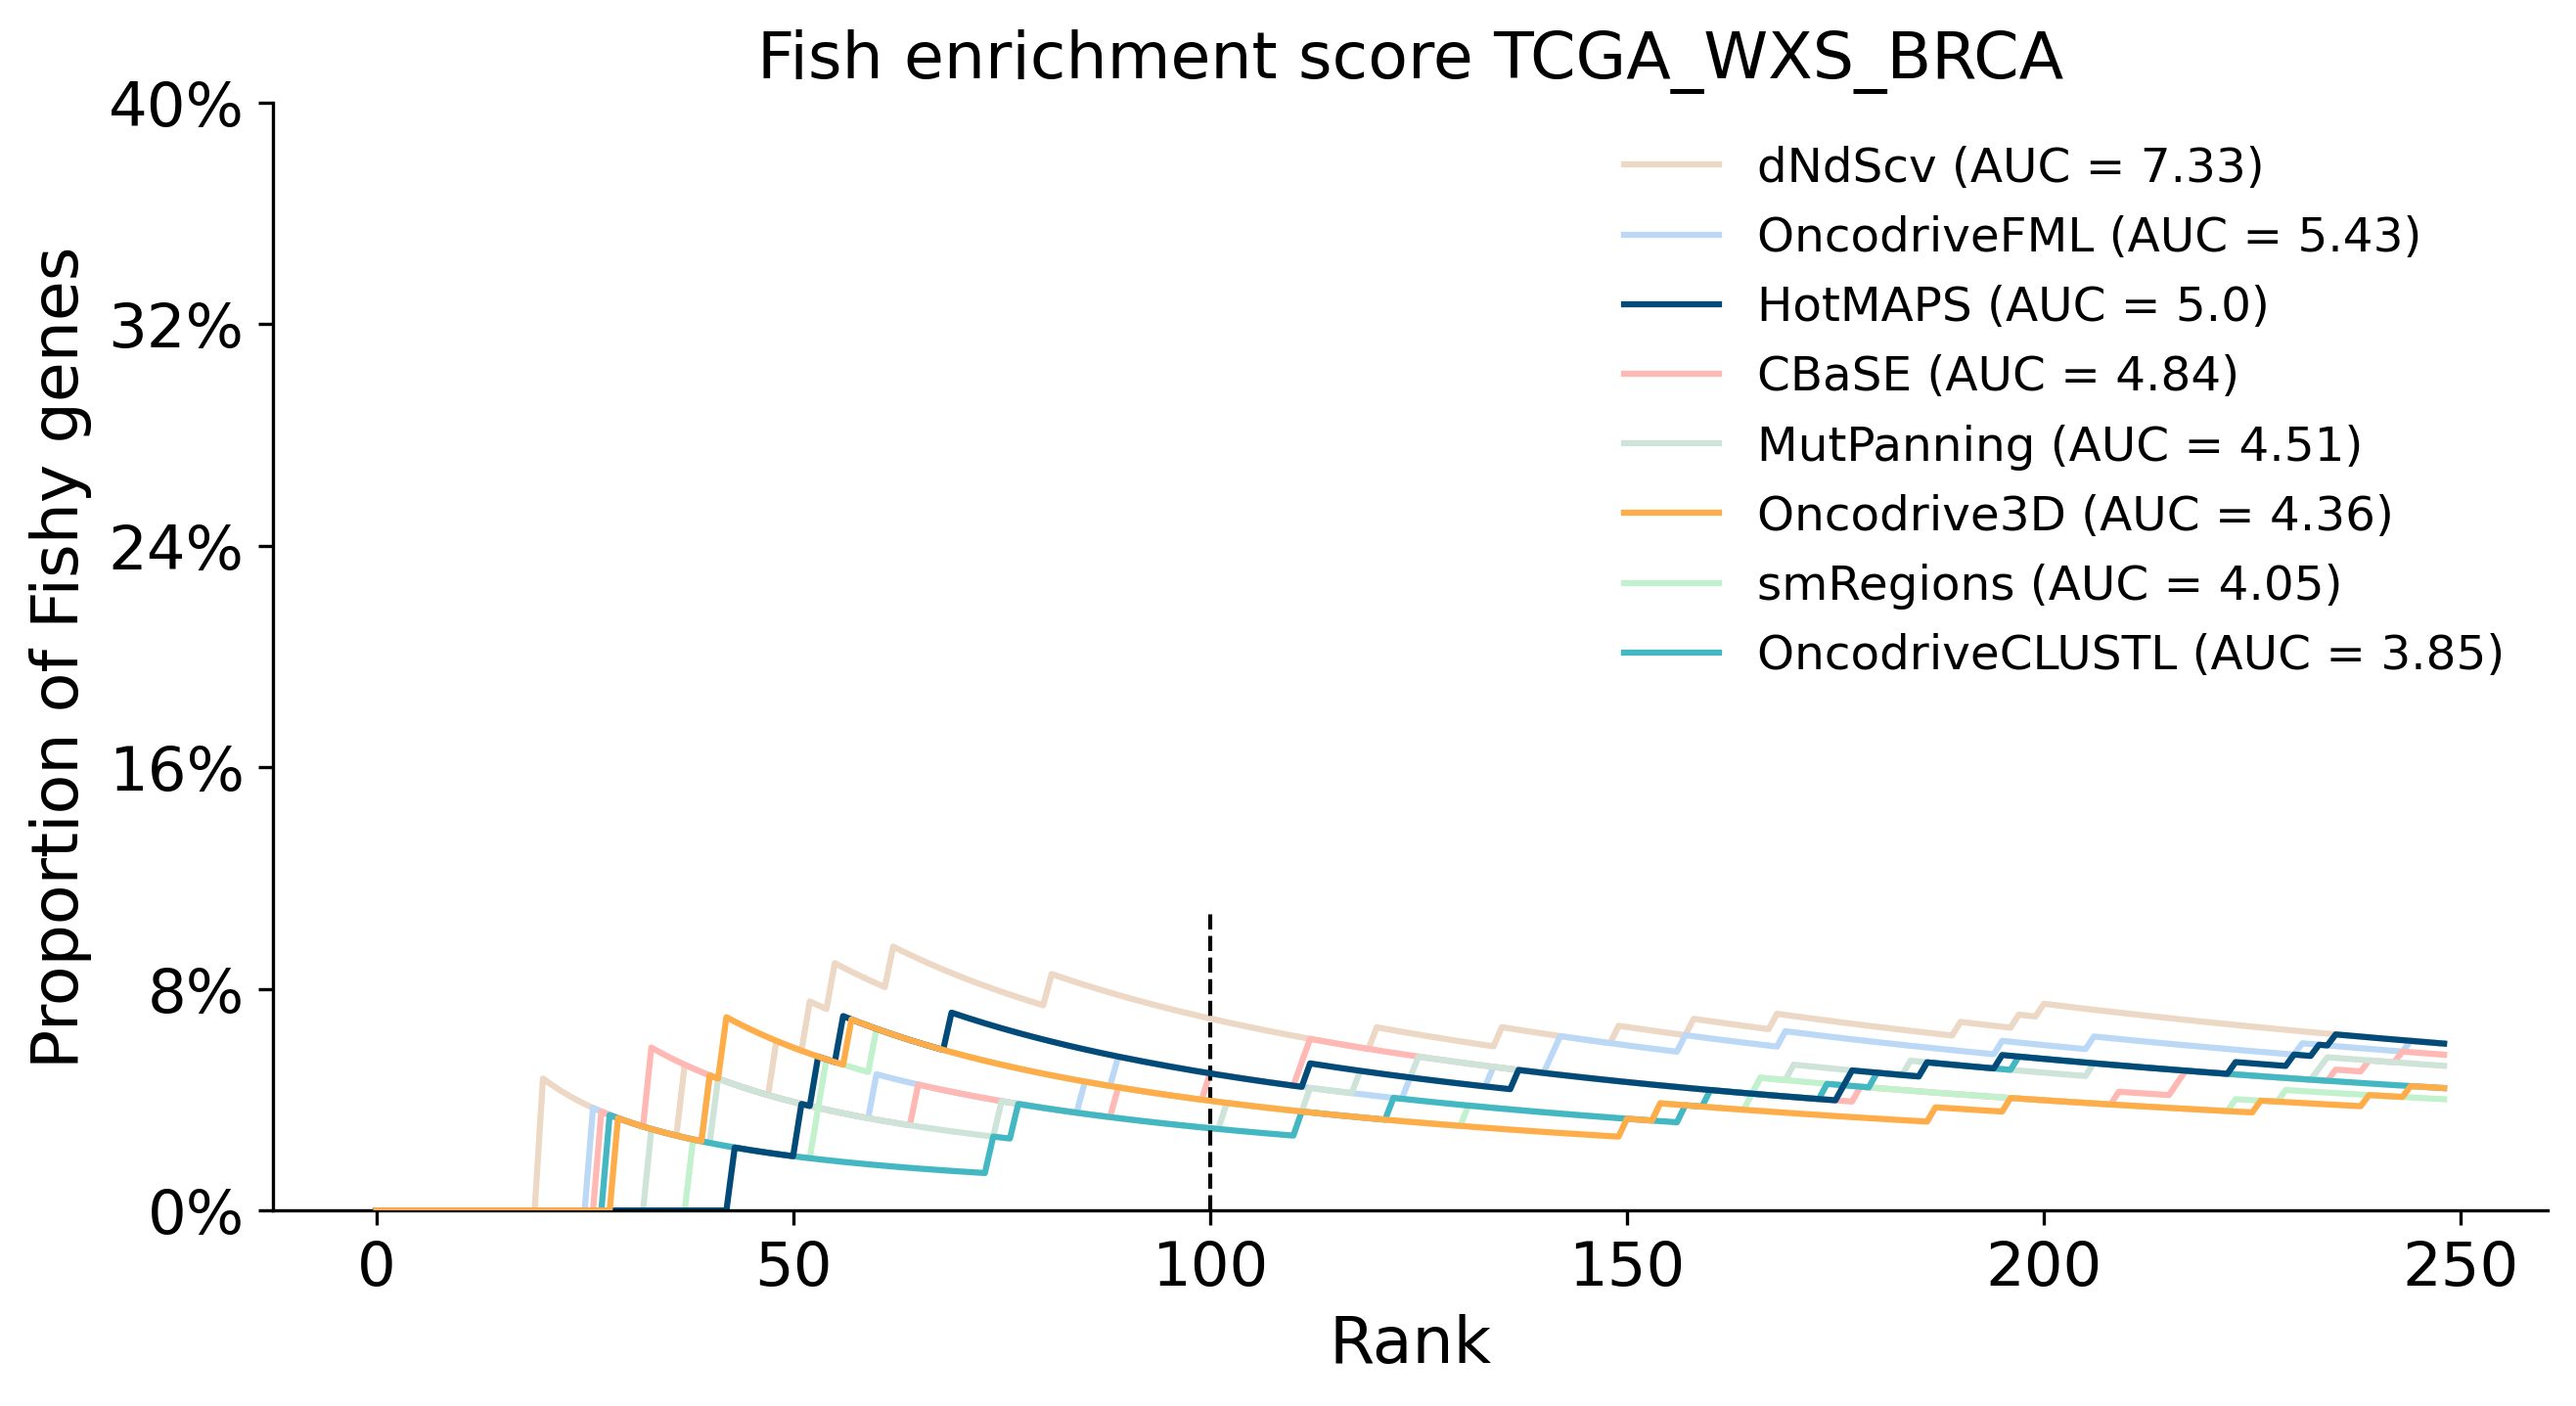 Fish enrichment score TCGA_WXS_BRCA
Proportion of Fishy genes
40%
32%
24%
16%
8%
0%
dNdScv (AUC = 7.33)
OncodriveFML (AUC = 5.43)
HotMAPS (AUC = 5.0)
CBaSE (AUC = 4.84)
MutPanning (AUC = 4.51)
Oncodrive3D (AUC = 4.36)
smRegions (AUC = 4.05)
OncodriveCLUSTL (AUC = 3.85)
0 50 100 150 200 250
Rank